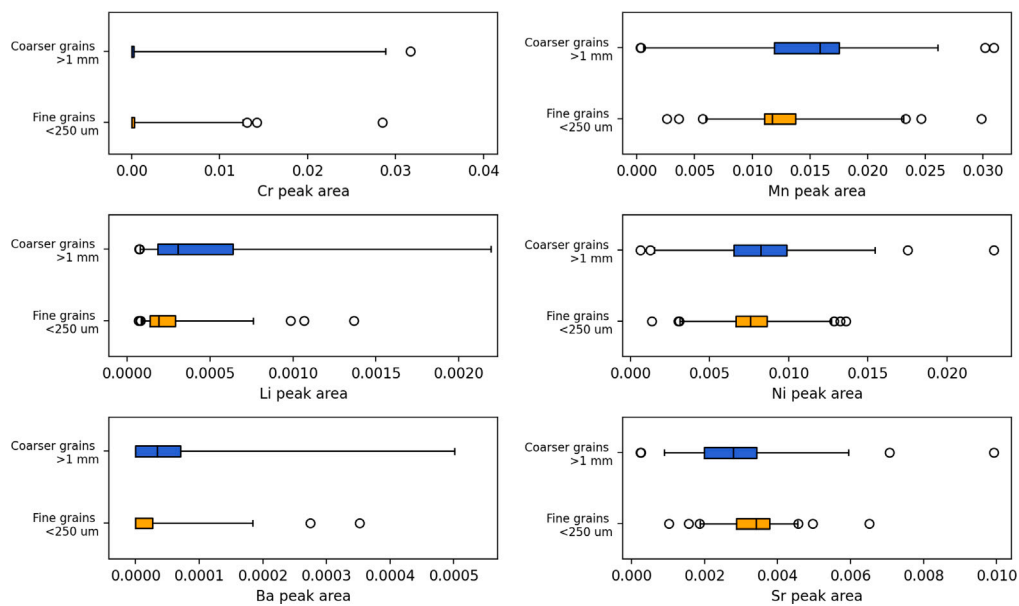 Coarser grains
>1 mm
Fine grains
<250 um
0.00 0.01 0.02 0.03 0.04
Cr peak area
Coarser grains
>1 mm
Fine grains
<250 um
0.000 0.005 0.010 0.015 0.020 0.025 0.030
Mn peak area
Coarser grains
>1 mm
Fine grains
<250 um
0.0000 0.0005 0.0010 0.0015 0.0020
Li peak area
Coarser grains
>1 mm
Fine grains
<250 um
0.000 0.005 0.010 0.015 0.020
Ni peak area
Coarser grains
>1 mm
Fine grains
<250 um
0.0000 0.0001 0.0002 0.0003 0.0004 0.0005
Ba peak area
Coarser grains
>1 mm
Fine grains
<250 um
0.000 0.002 0.004 0.006 0.008 0.010
Sr peak area